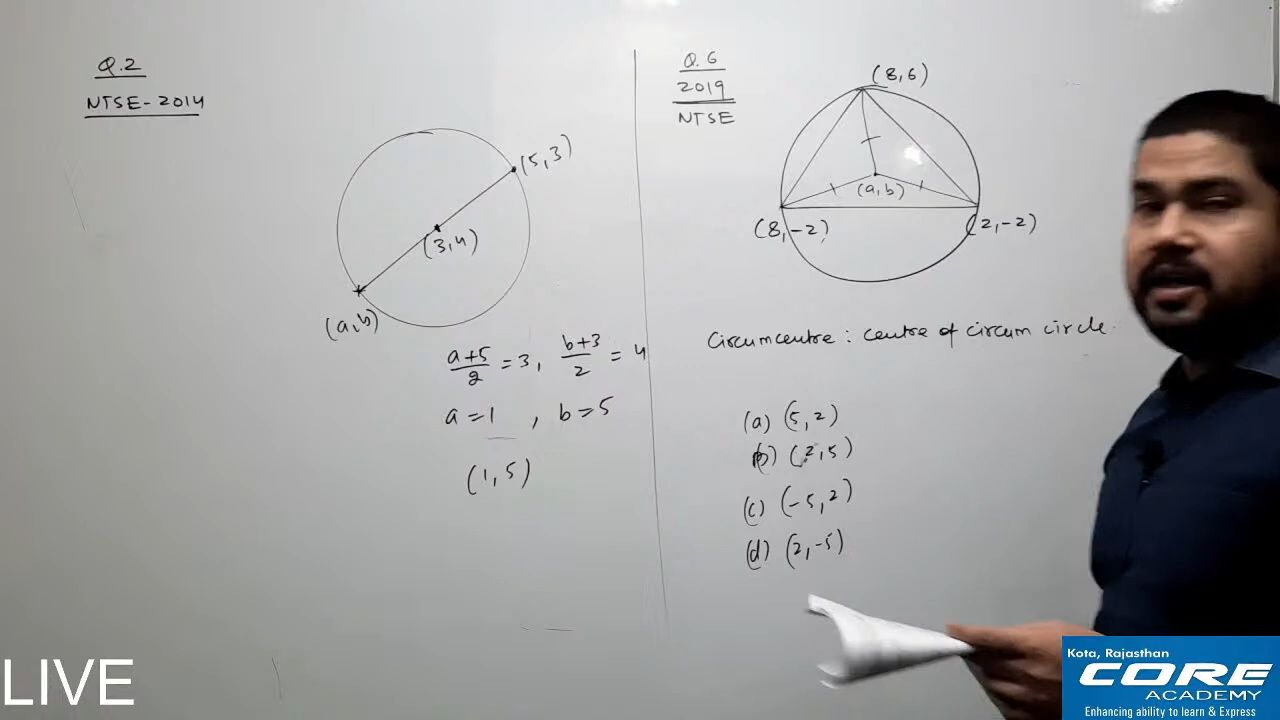 Q.2
NTSE-2014
(5,3)
(3,4)
(a,b)
a+5/2 = 3, b+3/2 = 4
a = 1 , b = 5
(1,5)
Q.6
2019
NTSE
(8,6)
(a,b)
(8,-2)
(2,-2)
Circumcentre : centre of circum circle.
(a) (5,2)
(b) (2,5)
(c) (-5,2)
(d) (2,-5)
LIVE
Kota, Rajasthan
CORE
ACADEMY
Enhancing ability to learn & Express